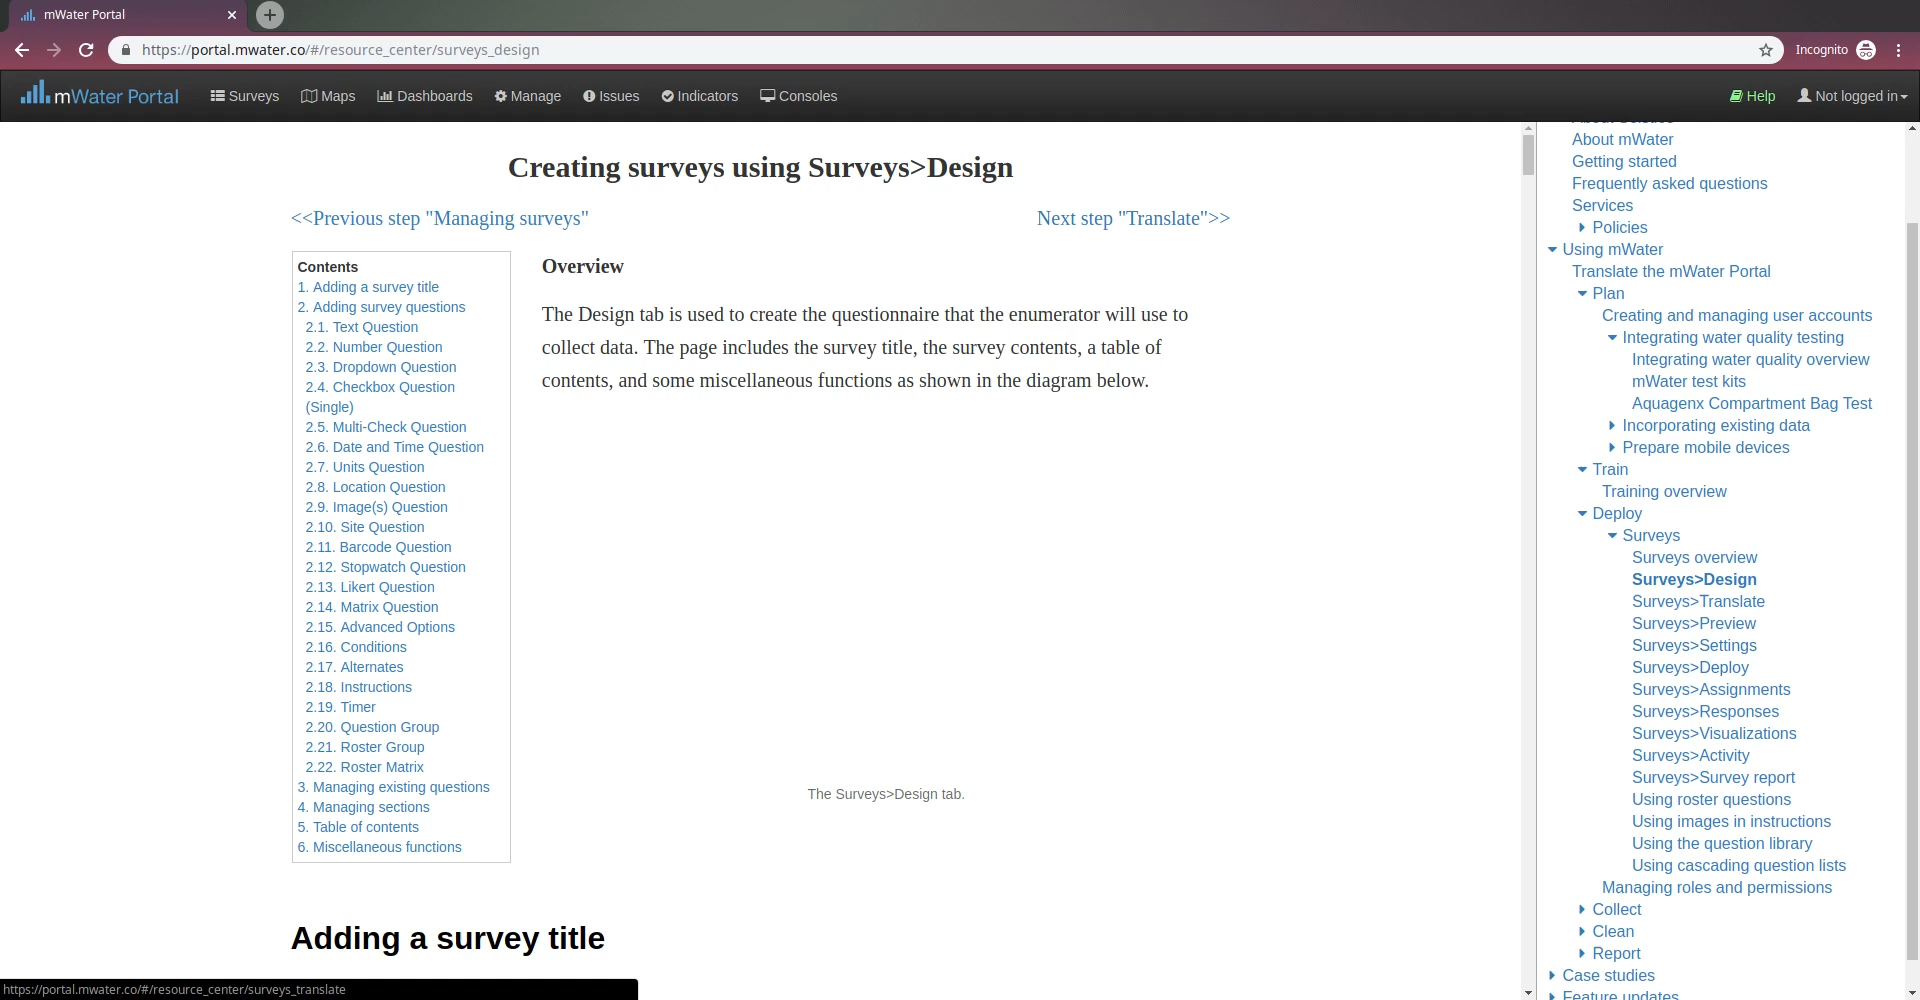 mWater Portal
https://portal.mwater.co/#/resource_center/surveys_design
Incognito
mWater Portal
Surveys
Maps
Dashboards
Manage
Issues
Indicators
Consoles
Help
Not logged in
Creating surveys using Surveys>Design
<<Previous step "Managing surveys"
Next step "Translate">>
Contents
1. Adding a survey title
2. Adding survey questions
2.1. Text Question
2.2. Number Question
2.3. Dropdown Question
2.4. Checkbox Question
(Single)
2.5. Multi-Check Question
2.6. Date and Time Question
2.7. Units Question
2.8. Location Question
2.9. Image(s) Question
2.10. Site Question
2.11. Barcode Question
2.12. Stopwatch Question
2.13. Likert Question
2.14. Matrix Question
2.15. Advanced Options
2.16. Conditions
2.17. Alternates
2.18. Instructions
2.19. Timer
2.20. Question Group
2.21. Roster Group
2.22. Roster Matrix
3. Managing existing questions
4. Managing sections
5. Table of contents
6. Miscellaneous functions
Overview
The Design tab is used to create the questionnaire that the enumerator will use to
collect data. The page includes the survey title, the survey contents, a table of
contents, and some miscellaneous functions as shown in the diagram below.
The Surveys>Design tab.
Adding a survey title
https://portal.mwater.co/#/resource_center/surveys_translate
About mWater
Getting started
Frequently asked questions
Services
Policies
Using mWater
Translate the mWater Portal
Plan
Creating and managing user accounts
Integrating water quality testing
Integrating water quality overview
mWater test kits
Aquagenx Compartment Bag Test
Incorporating existing data
Prepare mobile devices
Train
Training overview
Deploy
Surveys
Surveys overview
Surveys>Design
Surveys>Translate
Surveys>Preview
Surveys>Settings
Surveys>Deploy
Surveys>Assignments
Surveys>Responses
Surveys>Visualizations
Surveys>Activity
Surveys>Survey report
Using roster questions
Using images in instructions
Using the question library
Using cascading question lists
Managing roles and permissions
Collect
Clean
Report
Case studies
Feature updates